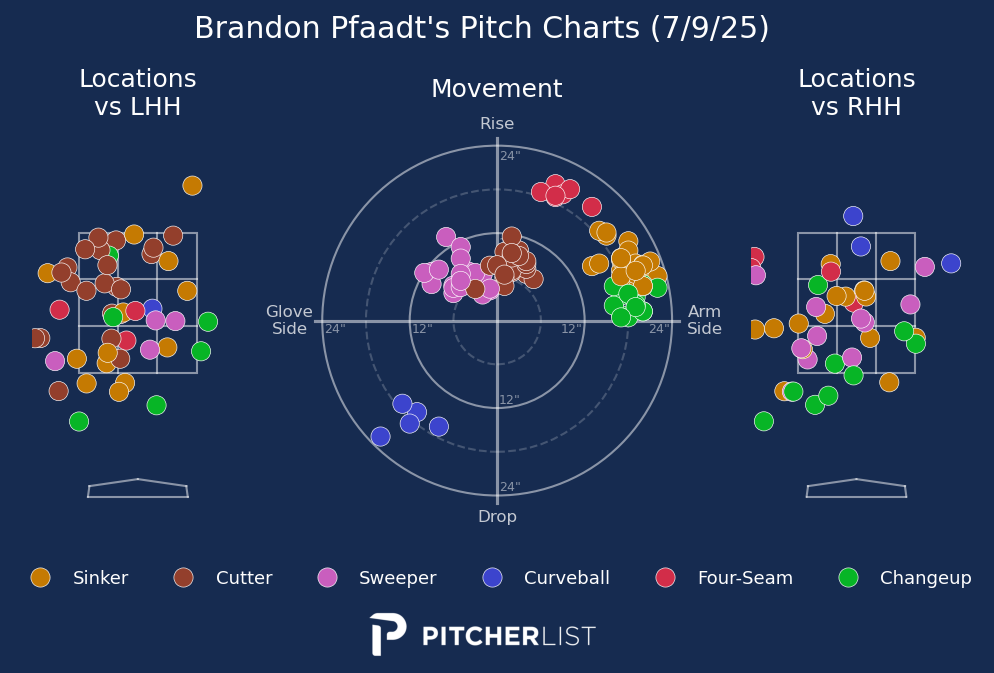 Brandon Pfaadt's Pitch Charts (7/9/25)
Locations
vs LHH
Movement
Locations
vs RHH
Rise
24"
Glove
Side
24"
12"
12"
24"
Arm
Side
12"
24"
Drop
Sinker
Cutter
Sweeper
Curveball
Four-Seam
Changeup
PITCHERLIST